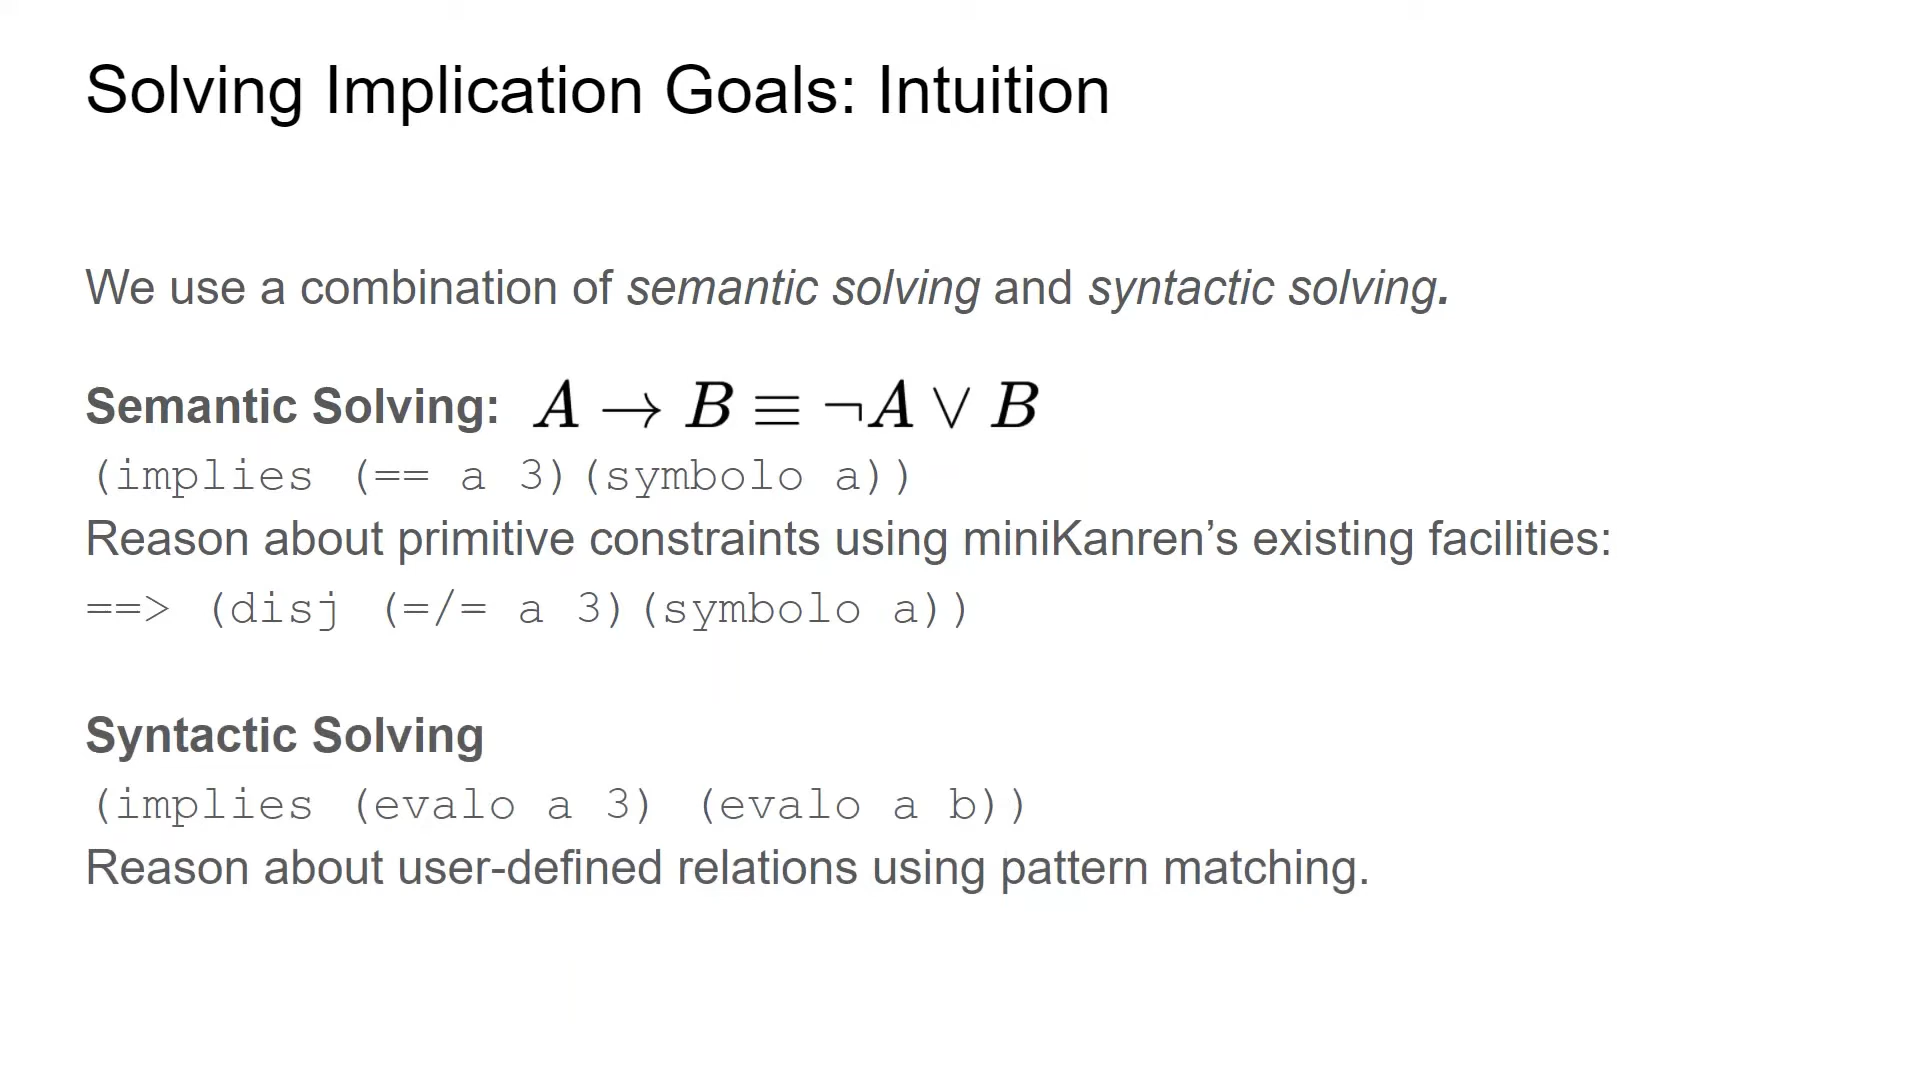 Solving Implication Goals: Intuition
We use a combination of semantic solving and syntactic solving.
Semantic Solving: A → B ≡ ¬A ∨ B
(implies (== a 3)(symbolo a))
Reason about primitive constraints using miniKanren’s existing facilities:
==> (disj (=/= a 3)(symbolo a))
Syntactic Solving
(implies (evalo a 3) (evalo a b))
Reason about user-defined relations using pattern matching.